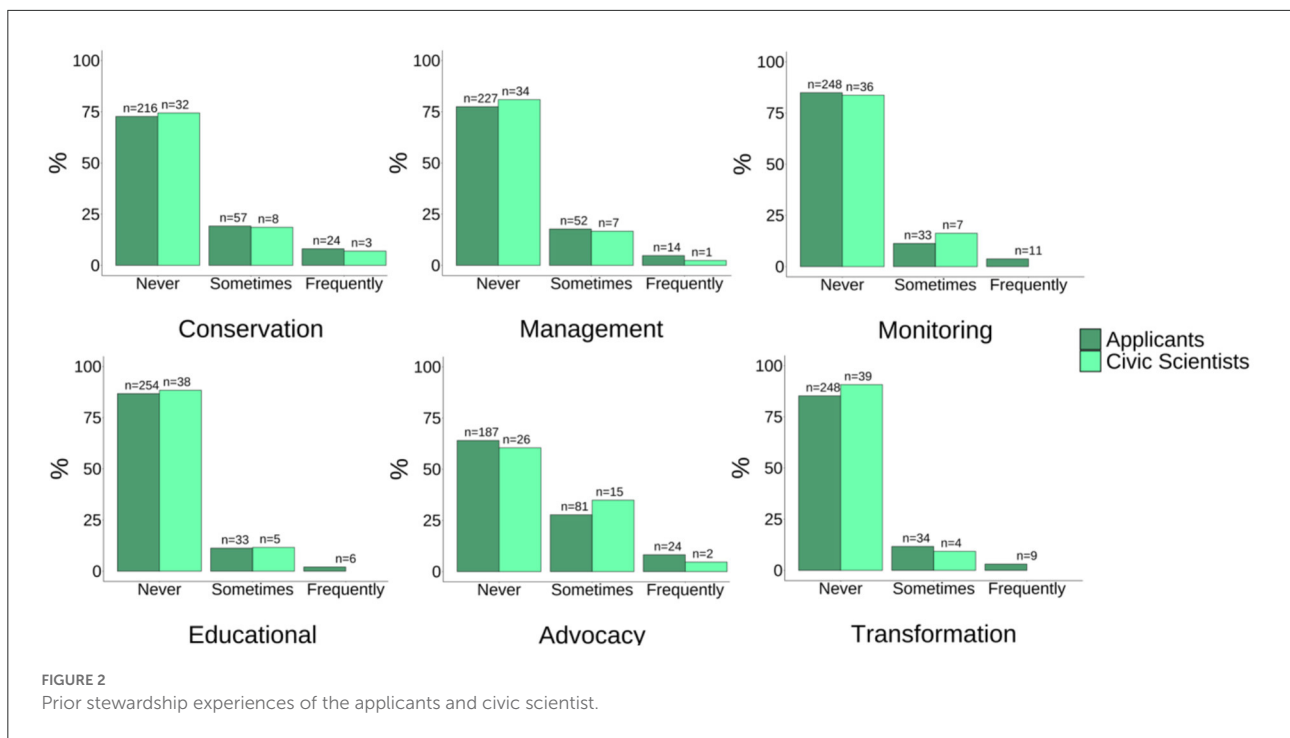 100
75
50
25
0
%
n=216
n=32
n=57
n=8
n=24
n=3
Never
Sometimes
Frequently
Conservation
100
75
50
25
0
%
n=227
n=34
n=52
n=7
n=14
n=1
Never
Sometimes
Frequently
Management
100
75
50
25
0
%
n=248
n=36
n=33
n=7
n=11
Never
Sometimes
Frequently
Monitoring
Applicants
Civic Scientists
100
75
50
25
0
%
n=254
n=38
n=33
n=5
n=6
Never
Sometimes
Frequently
Educational
100
75
50
25
0
%
n=187
n=26
n=81
n=15
n=24
n=2
Never
Sometimes
Frequently
Advocacy
100
75
50
25
0
%
n=248
n=39
n=34
n=4
n=9
Never
Sometimes
Frequently
Transformation
FIGURE 2
Prior stewardship experiences of the applicants and civic scientist.